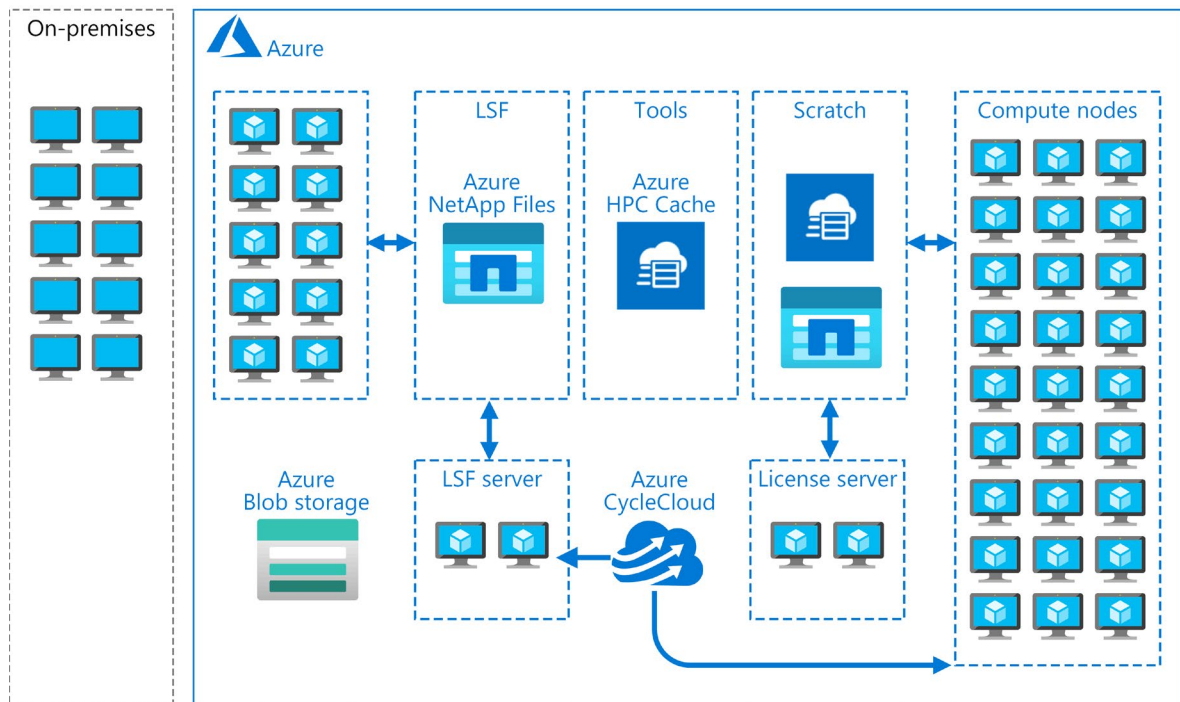 On-premises
Azure
LSF
Tools
Scratch
Compute nodes
Azure
NetApp Files
Azure
HPC Cache
Azure
Blob storage
LSF server
Azure
CycleCloud
License server